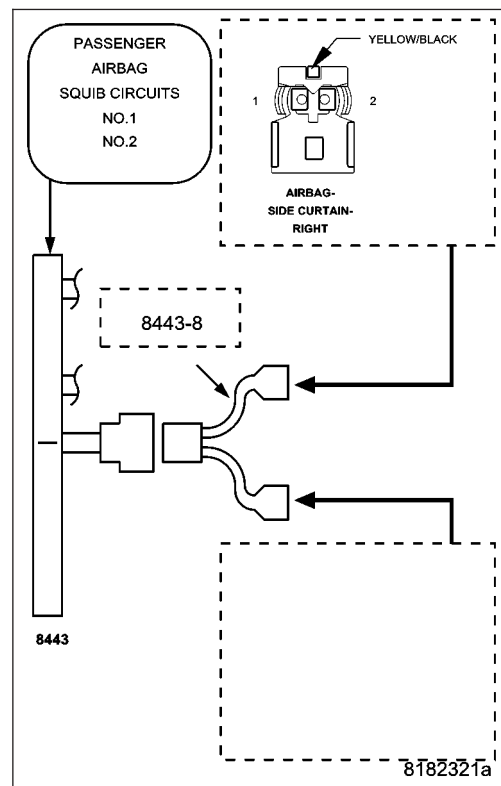 PASSENGER
AIRBAG
SQUIB CIRCUITS
NO.1
NO.2
YELLOW/BLACK
1
2
AIRBAG-
SIDE CURTAIN-
RIGHT
8443-8
8443
8182321a